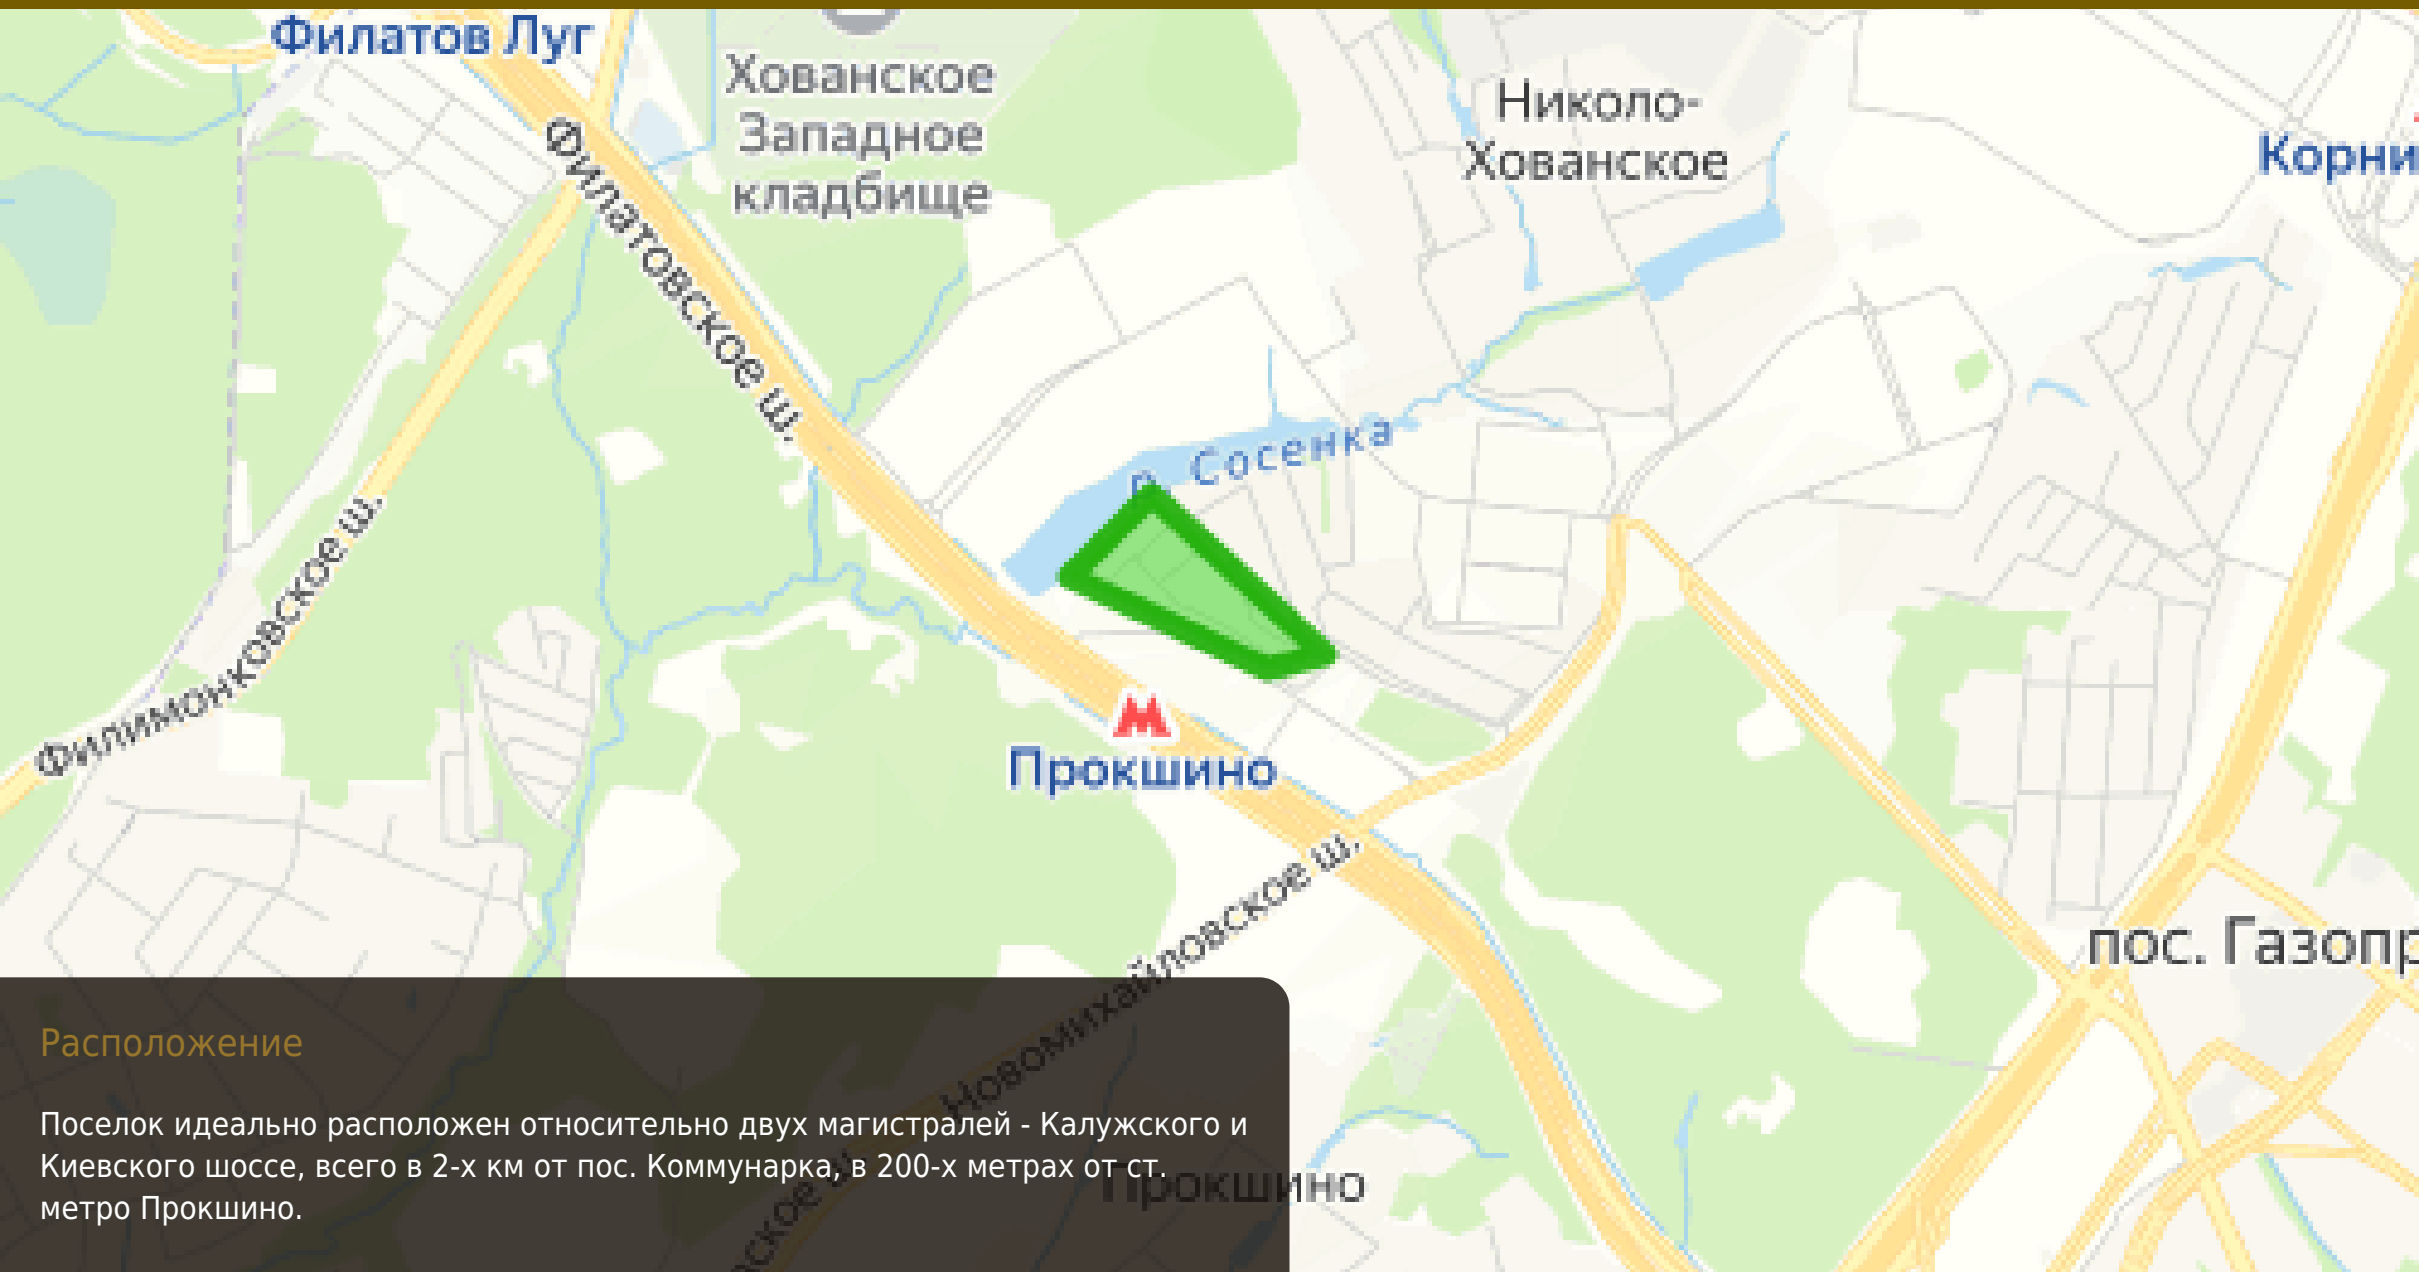 Филатов Луг
Хованское
Западное
кладбище
Николо-
Хованское
Корни
Филатовское ш.
р. Сосенка
Филимонковское ш.
М
Прокшино
Новомихайловское ш.
пос. Газопр
Расположение
Поселок идеально расположен относительно двух магистралей - Калужского и
Киевского шоссе, всего в 2-х км от пос. Коммунарка, в 200-х метрах от ст.
метро Прокшино.
Прокшино
ское ш.